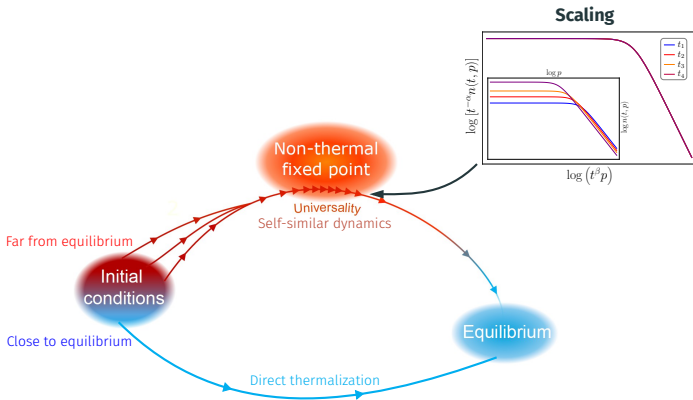 Scaling
log [t^{-α}n(t, p)]
t₁
t₂
t₃
t₄
log p
log n(t, p)
log (t^β p)
Non-thermal
fixed point
Universality
Self-similar dynamics
Far from equilibrium
Initial
conditions
Close to equilibrium
Equilibrium
Direct thermalization